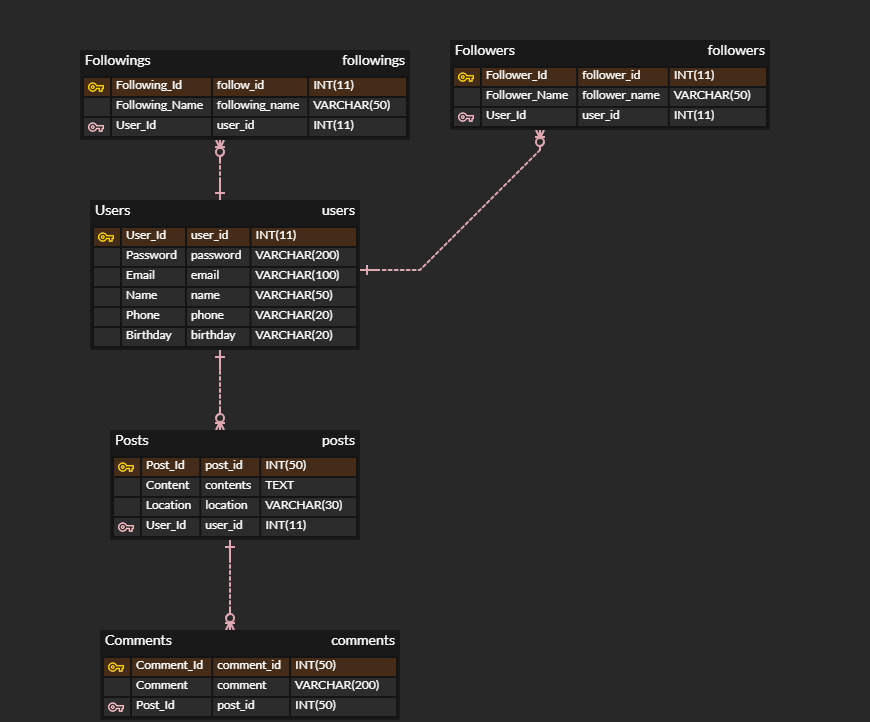 Followings followings
Following_Id follow_id INT(11)
Following_Name following_name VARCHAR(50)
User_Id user_id INT(11)
Followers followers
Follower_Id follower_id INT(11)
Follower_Name follower_name VARCHAR(50)
User_Id user_id INT(11)
Users users
User_Id user_id INT(11)
Password password VARCHAR(200)
Email email VARCHAR(100)
Name name VARCHAR(50)
Phone phone VARCHAR(20)
Birthday birthday VARCHAR(20)
Posts posts
Post_Id post_id INT(50)
Content contents TEXT
Location location VARCHAR(30)
User_Id user_id INT(11)
Comments comments
Comment_Id comment_id INT(50)
Comment comment VARCHAR(200)
Post_Id post_id INT(50)